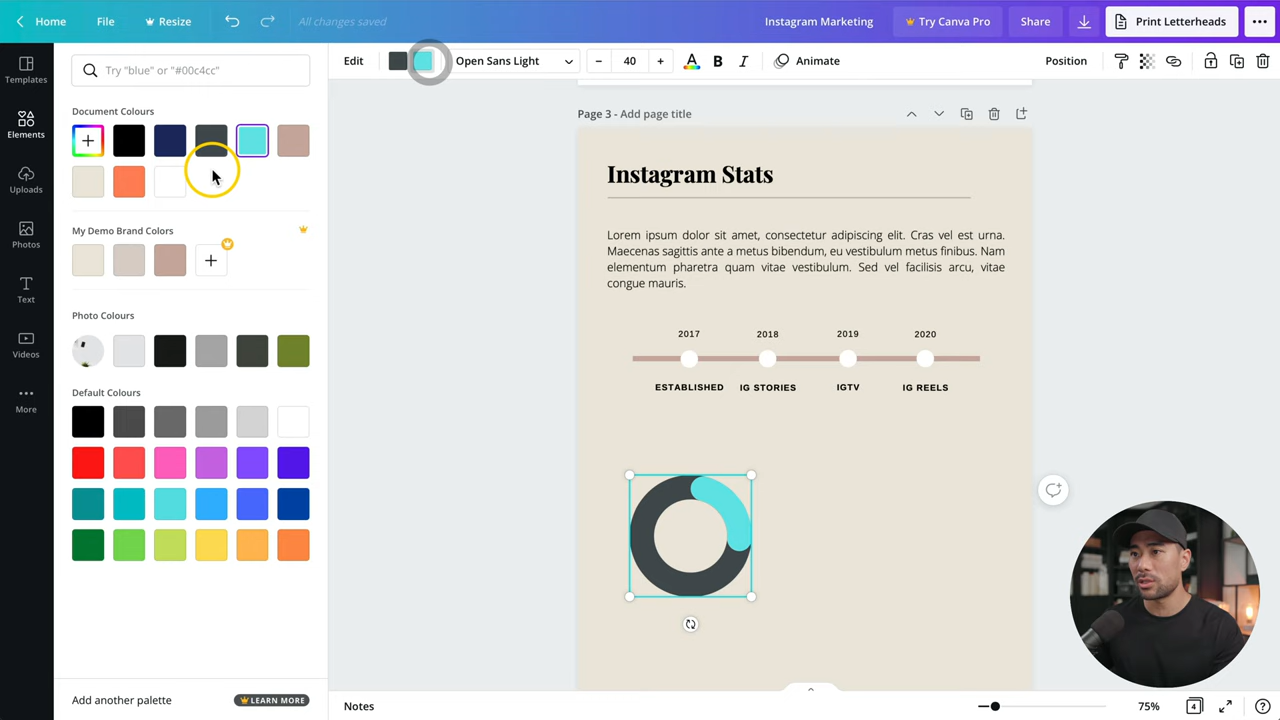 Home File Resize All changes saved Instagram Marketing Try Canva Pro Share Print Letterheads
Templates
Elements
Uploads
Photos
Text
Videos
More
Try "blue" or "#00c4cc"
Document Colours
My Demo Brand Colors
Photo Colours
Default Colours
Add another palette LEARN MORE
Edit Open Sans Light – 40 + A B I Animate Position
Page 3 - Add page title
Instagram Stats
Lorem ipsum dolor sit amet, consectetur adipiscing elit. Cras vel est urna.
Maecenas sagittis ante a metus bibendum, eu vestibulum metus finibus. Nam
elementum pharetra quam vitae vestibulum. Sed vel facilisis arcu, vitae
congue mauris.
2017 2018 2019 2020
ESTABLISHED IG STORIES IGTV IG REELS
Notes 75% 4